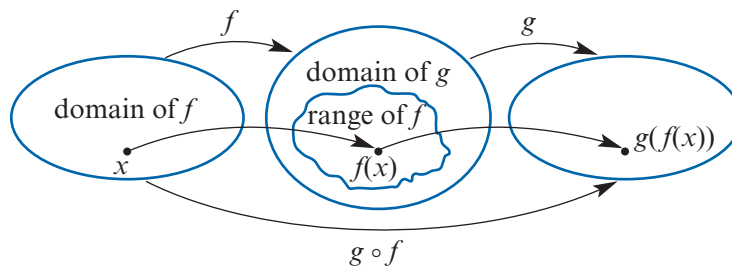 f
g
domain of g
domain of f
range of f
x
f(x)
g(f(x))
g ∘ f